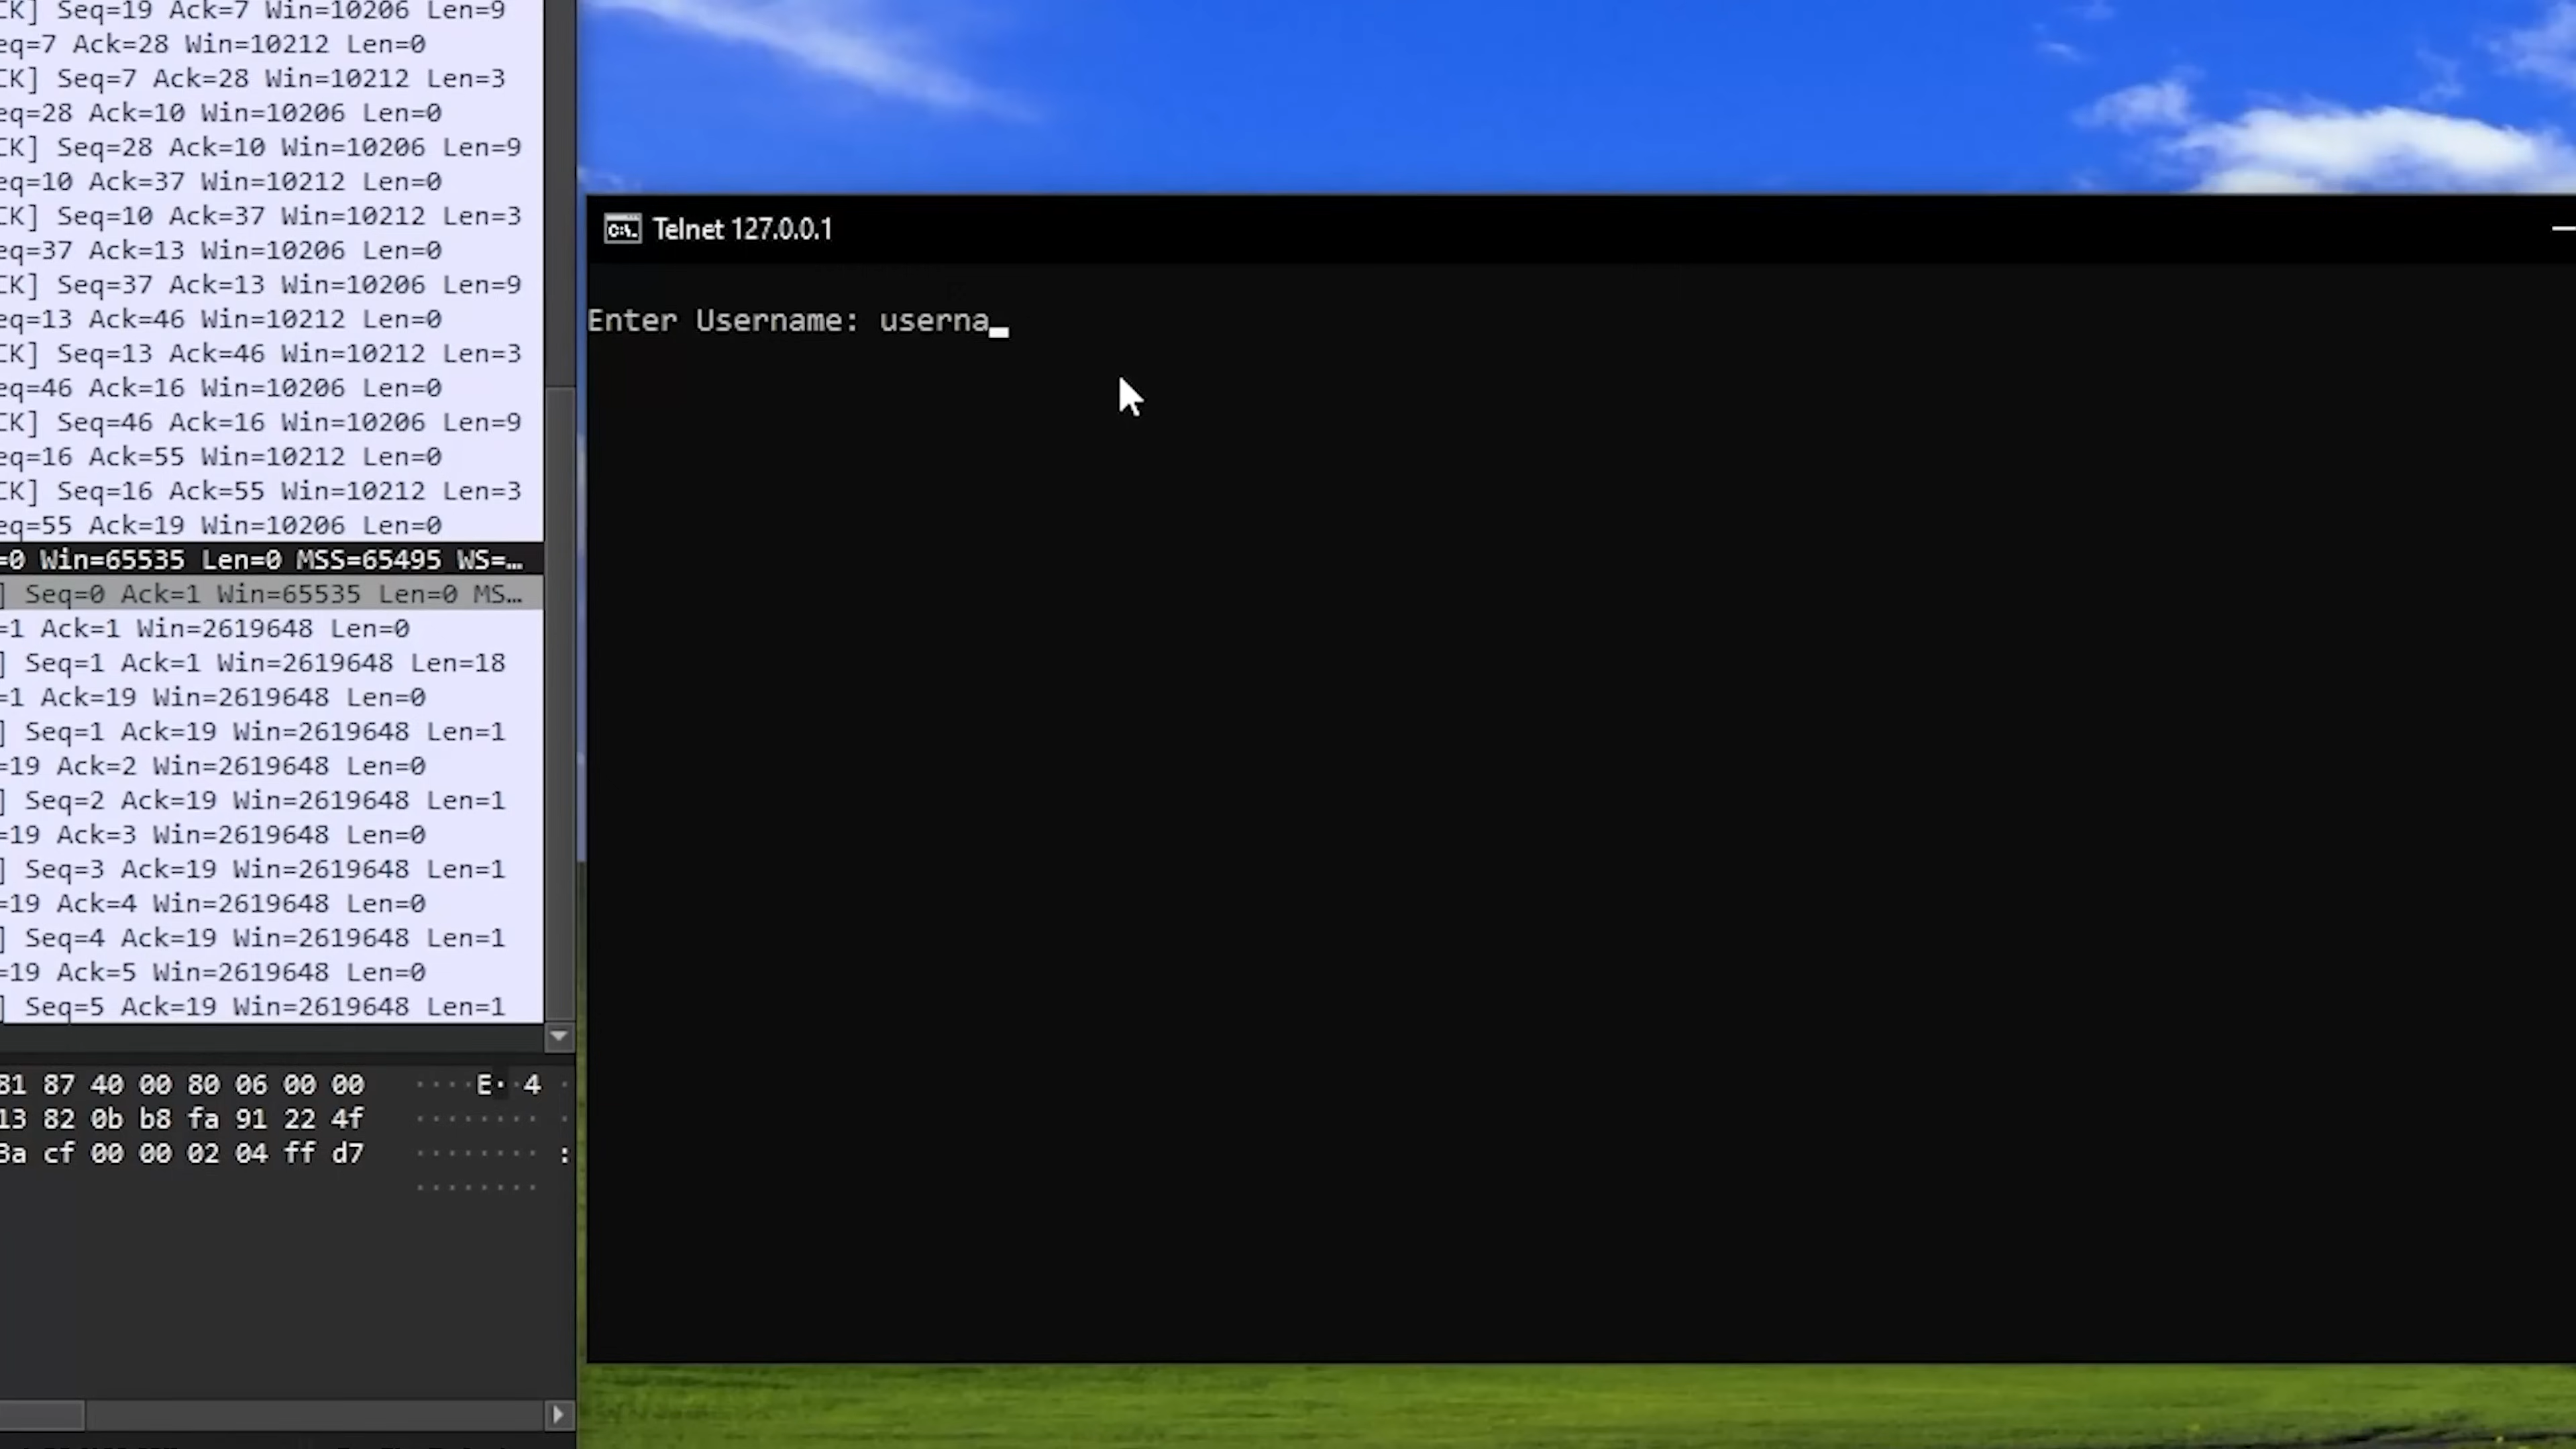 CK] Seq=19 Ack=7 Win=10206 Len=9
eq=7 Ack=28 Win=10212 Len=0
CK] Seq=7 Ack=28 Win=10212 Len=3
eq=28 Ack=10 Win=10206 Len=0
CK] Seq=28 Ack=10 Win=10206 Len=9
eq=10 Ack=37 Win=10212 Len=0
CK] Seq=10 Ack=37 Win=10212 Len=3
eq=37 Ack=13 Win=10206 Len=0
CK] Seq=37 Ack=13 Win=10206 Len=9
eq=13 Ack=46 Win=10212 Len=0
CK] Seq=13 Ack=46 Win=10212 Len=3
eq=46 Ack=16 Win=10206 Len=0
CK] Seq=46 Ack=16 Win=10206 Len=9
eq=16 Ack=55 Win=10212 Len=0
CK] Seq=16 Ack=55 Win=10212 Len=3
eq=55 Ack=19 Win=10206 Len=0
=0 Win=65535 Len=0 MSS=65495 WS=…
] Seq=0 Ack=1 Win=65535 Len=0 MS…
=1 Ack=1 Win=2619648 Len=0
] Seq=1 Ack=1 Win=2619648 Len=18
=1 Ack=19 Win=2619648 Len=0
] Seq=1 Ack=19 Win=2619648 Len=1
=19 Ack=2 Win=2619648 Len=0
] Seq=2 Ack=19 Win=2619648 Len=1
=19 Ack=3 Win=2619648 Len=0
] Seq=3 Ack=19 Win=2619648 Len=1
=19 Ack=4 Win=2619648 Len=0
] Seq=4 Ack=19 Win=2619648 Len=1
=19 Ack=5 Win=2619648 Len=0
] Seq=5 Ack=19 Win=2619648 Len=1
81 87 40 00 80 06 00 00 ····E· 4 ·
13 82 0b b8 fa 91 22 4f ········ ·
3a cf 00 00 02 04 ff d7 ········ :
········
C:\. Telnet 127.0.0.1
Enter Username: userna